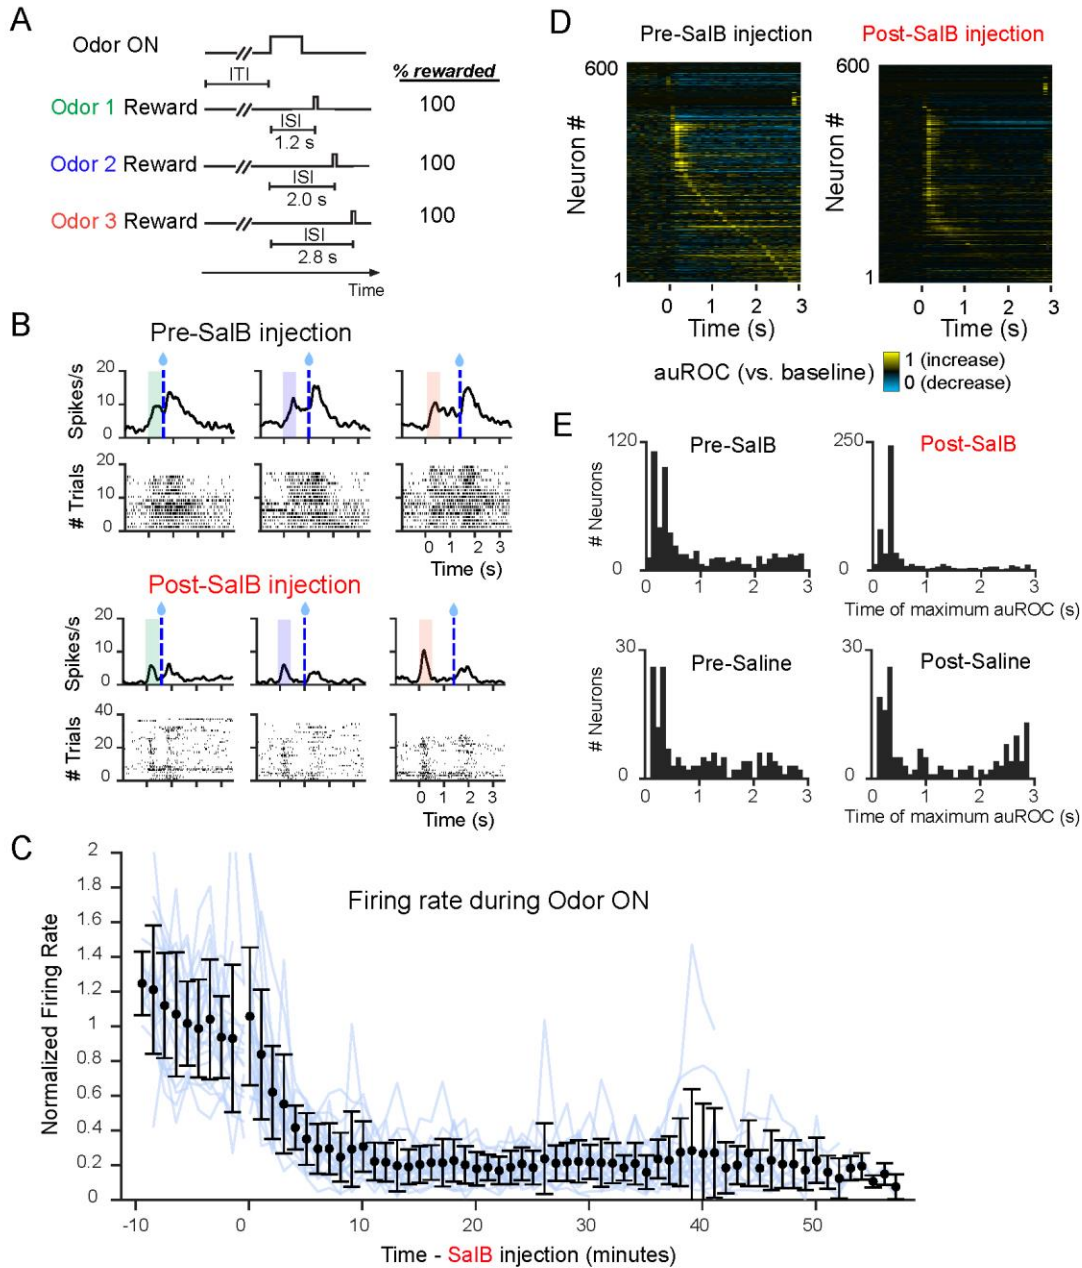 A
Odor ON
ITI
% rewarded
Odor 1 Reward
100
ISI
1.2 s
Odor 2 Reward
100
ISI
2.0 s
Odor 3 Reward
100
ISI
2.8 s
Time
B
Pre-SalB injection
Spikes/s
20
10
0
# Trials
20
10
0
0 1 2 3
Time (s)
Post-SalB injection
Spikes/s
20
10
0
# Trials
40
20
0
0 1 2 3
Time (s)
C
Firing rate during Odor ON
Normalized Firing Rate
2
1.8
1.6
1.4
1.2
1
0.8
0.6
0.4
0.2
0
-10 0 10 20 30 40 50
Time - SalB injection (minutes)
D
Pre-SalB injection
Post-SalB injection
Neuron #
600
1
0 1 2 3
Time (s)
Neuron #
600
1
0 1 2 3
Time (s)
auROC (vs. baseline)
1 (increase)
0 (decrease)
E
Pre-SalB
# Neurons
120
0
0 1 2 3
Post-SalB
250
0
0 1 2 3
Time of maximum auROC (s)
Pre-Saline
# Neurons
30
0
0 1 2 3
Post-Saline
30
0
0 1 2 3
Time of maximum auROC (s)